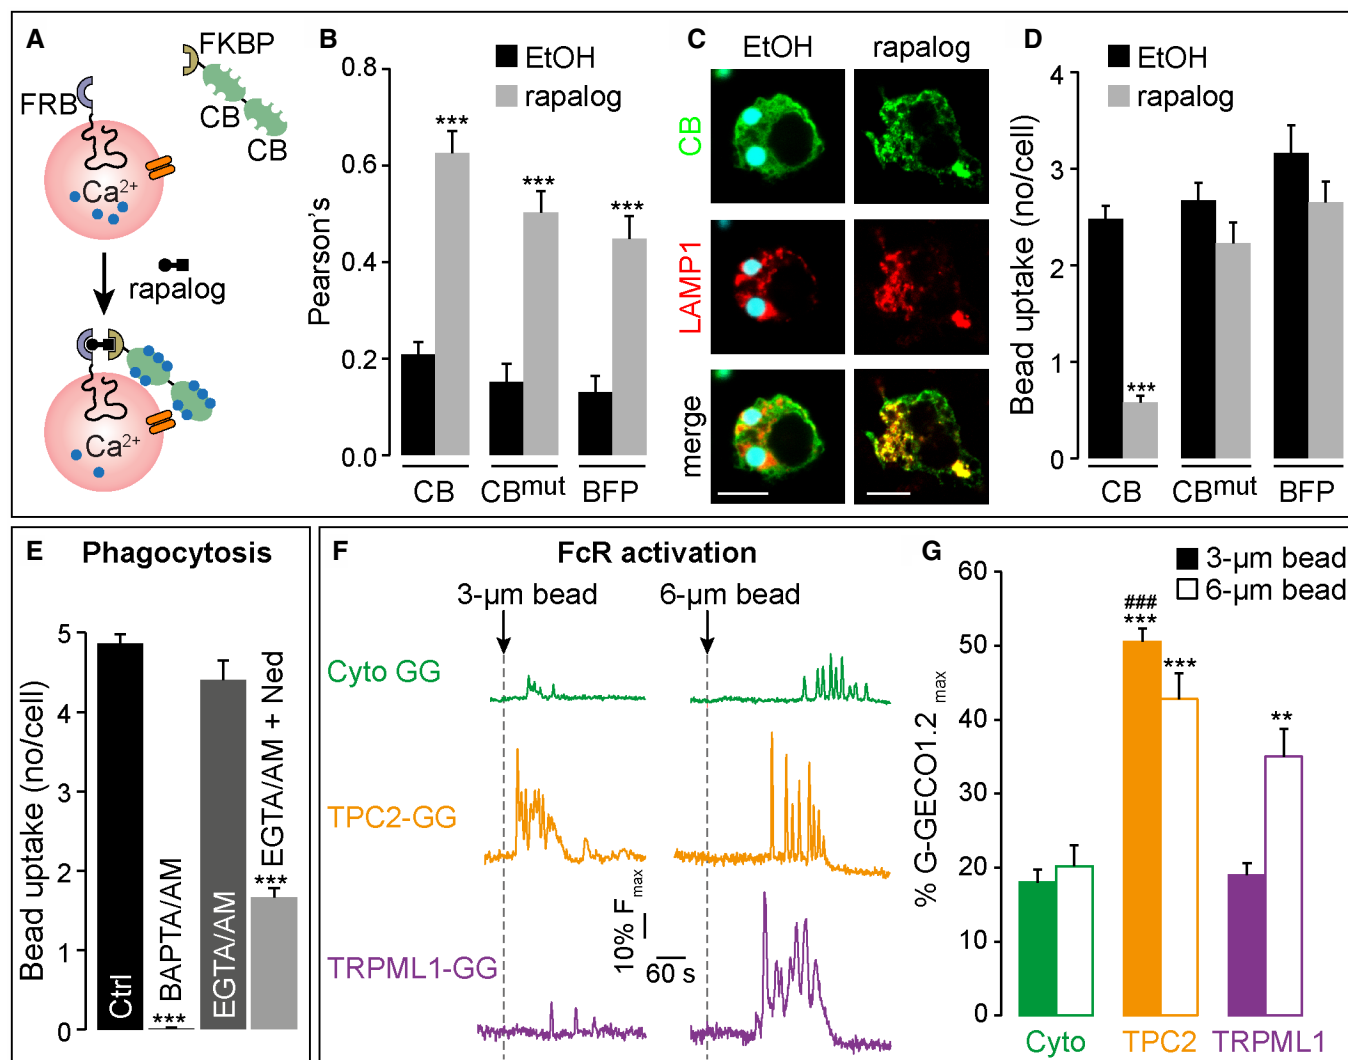 A
FKBP
FRB
CB
CB
Ca2+
rapalog
Ca2+
B
EtOH
rapalog
Pearson's
0.8
0.6
0.4
0.2
0.0
***
***
***
CB
CBmut
BFP
C
EtOH
rapalog
CB
LAMP1
merge
D
EtOH
rapalog
Bead uptake (no/cell)
4
3
2
1
0
***
CB
CBmut
BFP
E
Phagocytosis
Bead uptake (no/cell)
5
4
3
2
1
0
Ctrl
BAPTA/AM
***
EGTA/AM
EGTA/AM + Ned
***
F
FcR activation
3-µm bead
6-µm bead
Cyto GG
TPC2-GG
TRPML1-GG
10% Fmax
60 s
G
3-µm bead
6-µm bead
% G-GECO1.2 max
60
50
40
30
20
10
0
###
***
***
**
Cyto
TPC2
TRPML1